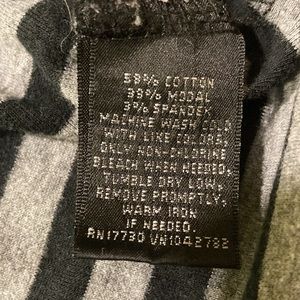 58% COTTON
39% MODAL
3% SPANDEX
MACHINE WASH COLD
WITH LIKE COLORS;
ONLY NON-CHLORINE
BLEACH WHEN NEEDED,
TUMBLE DRY LOW,
REMOVE PROMPTLY,
WARM IRON
IF NEEDED.
RN17730 VN1042782